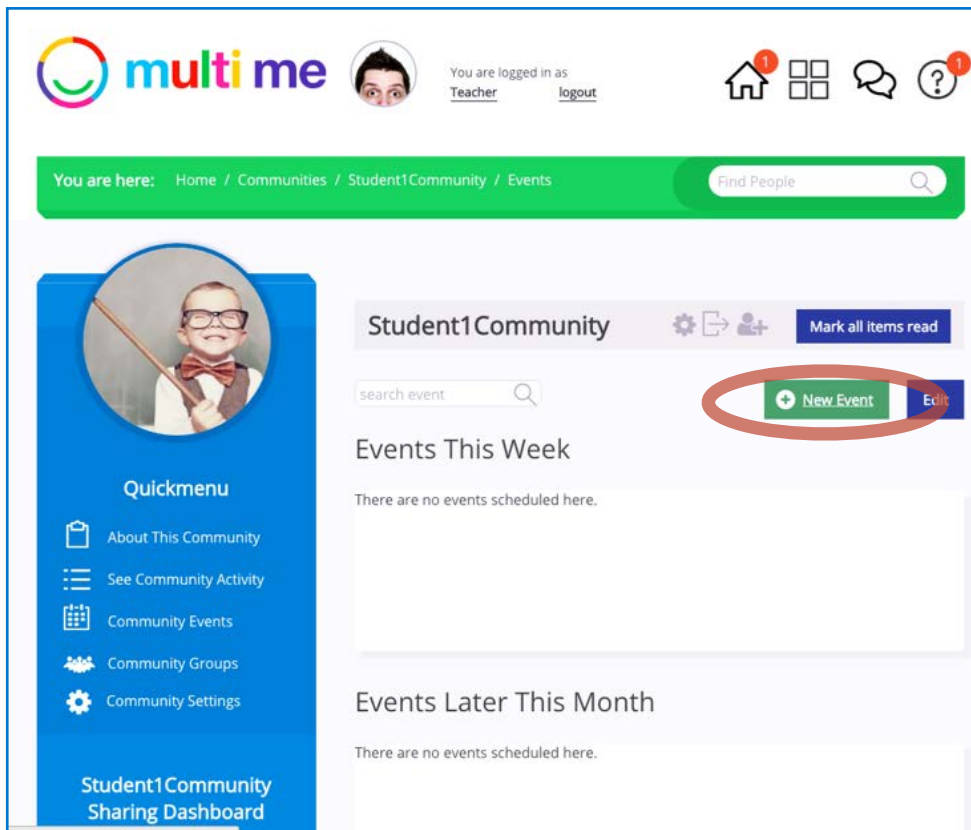 multi me
You are logged in as
Teacher logout
1
1
You are here: Home / Communities / Student1Community / Events
Find People
Student1Community
Mark all items read
search event
New Event
Edit
Events This Week
There are no events scheduled here.
Quickmenu
About This Community
See Community Activity
Community Events
Community Groups
Community Settings
Events Later This Month
There are no events scheduled here.
Student1Community
Sharing Dashboard